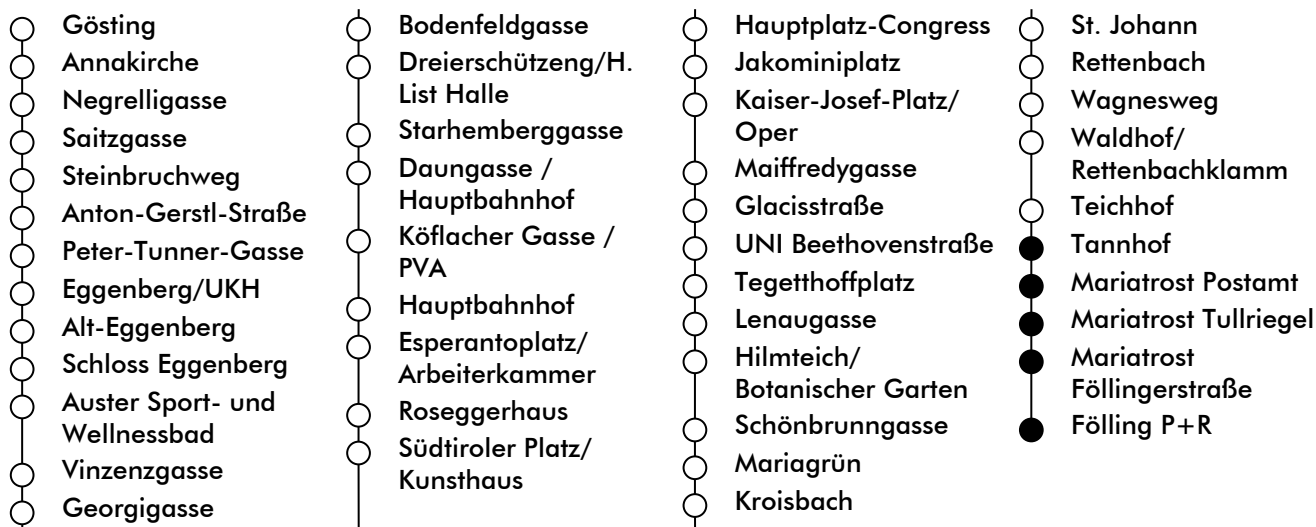 Gösting
Annakirche
Negrelligasse
Saitzgasse
Steinbruchweg
Anton-Gerstl-Straße
Peter-Tunner-Gasse
Eggenberg/UKH
Alt-Eggenberg
Schloss Eggenberg
Auster Sport- und
Wellnessbad
Vinzenzgasse
Georgigasse
Bodenfeldgasse
Dreierschützeng/H.
List Halle
Starhemberggasse
Daungasse /
Hauptbahnhof
Köflacher Gasse /
PVA
Hauptbahnhof
Esperantoplatz/
Arbeiterkammer
Roseggerhaus
Südtiroler Platz/
Kunsthaus
Hauptplatz-Congress
Jakominiplatz
Kaiser-Josef-Platz/
Oper
Maiffredygasse
Glacisstraße
UNI Beethovenstraße
Tegetthoffplatz
Lenaugasse
Hilmteich/
Botanischer Garten
Schönbrunngasse
Mariagrün
Kroisbach
St. Johann
Rettenbach
Wagnesweg
Waldhof/
Rettenbachklamm
Teichhof
Tannhof
Mariatrost Postamt
Mariatrost Tullriegel
Mariatrost
Föllingerstraße
Fölling P+R